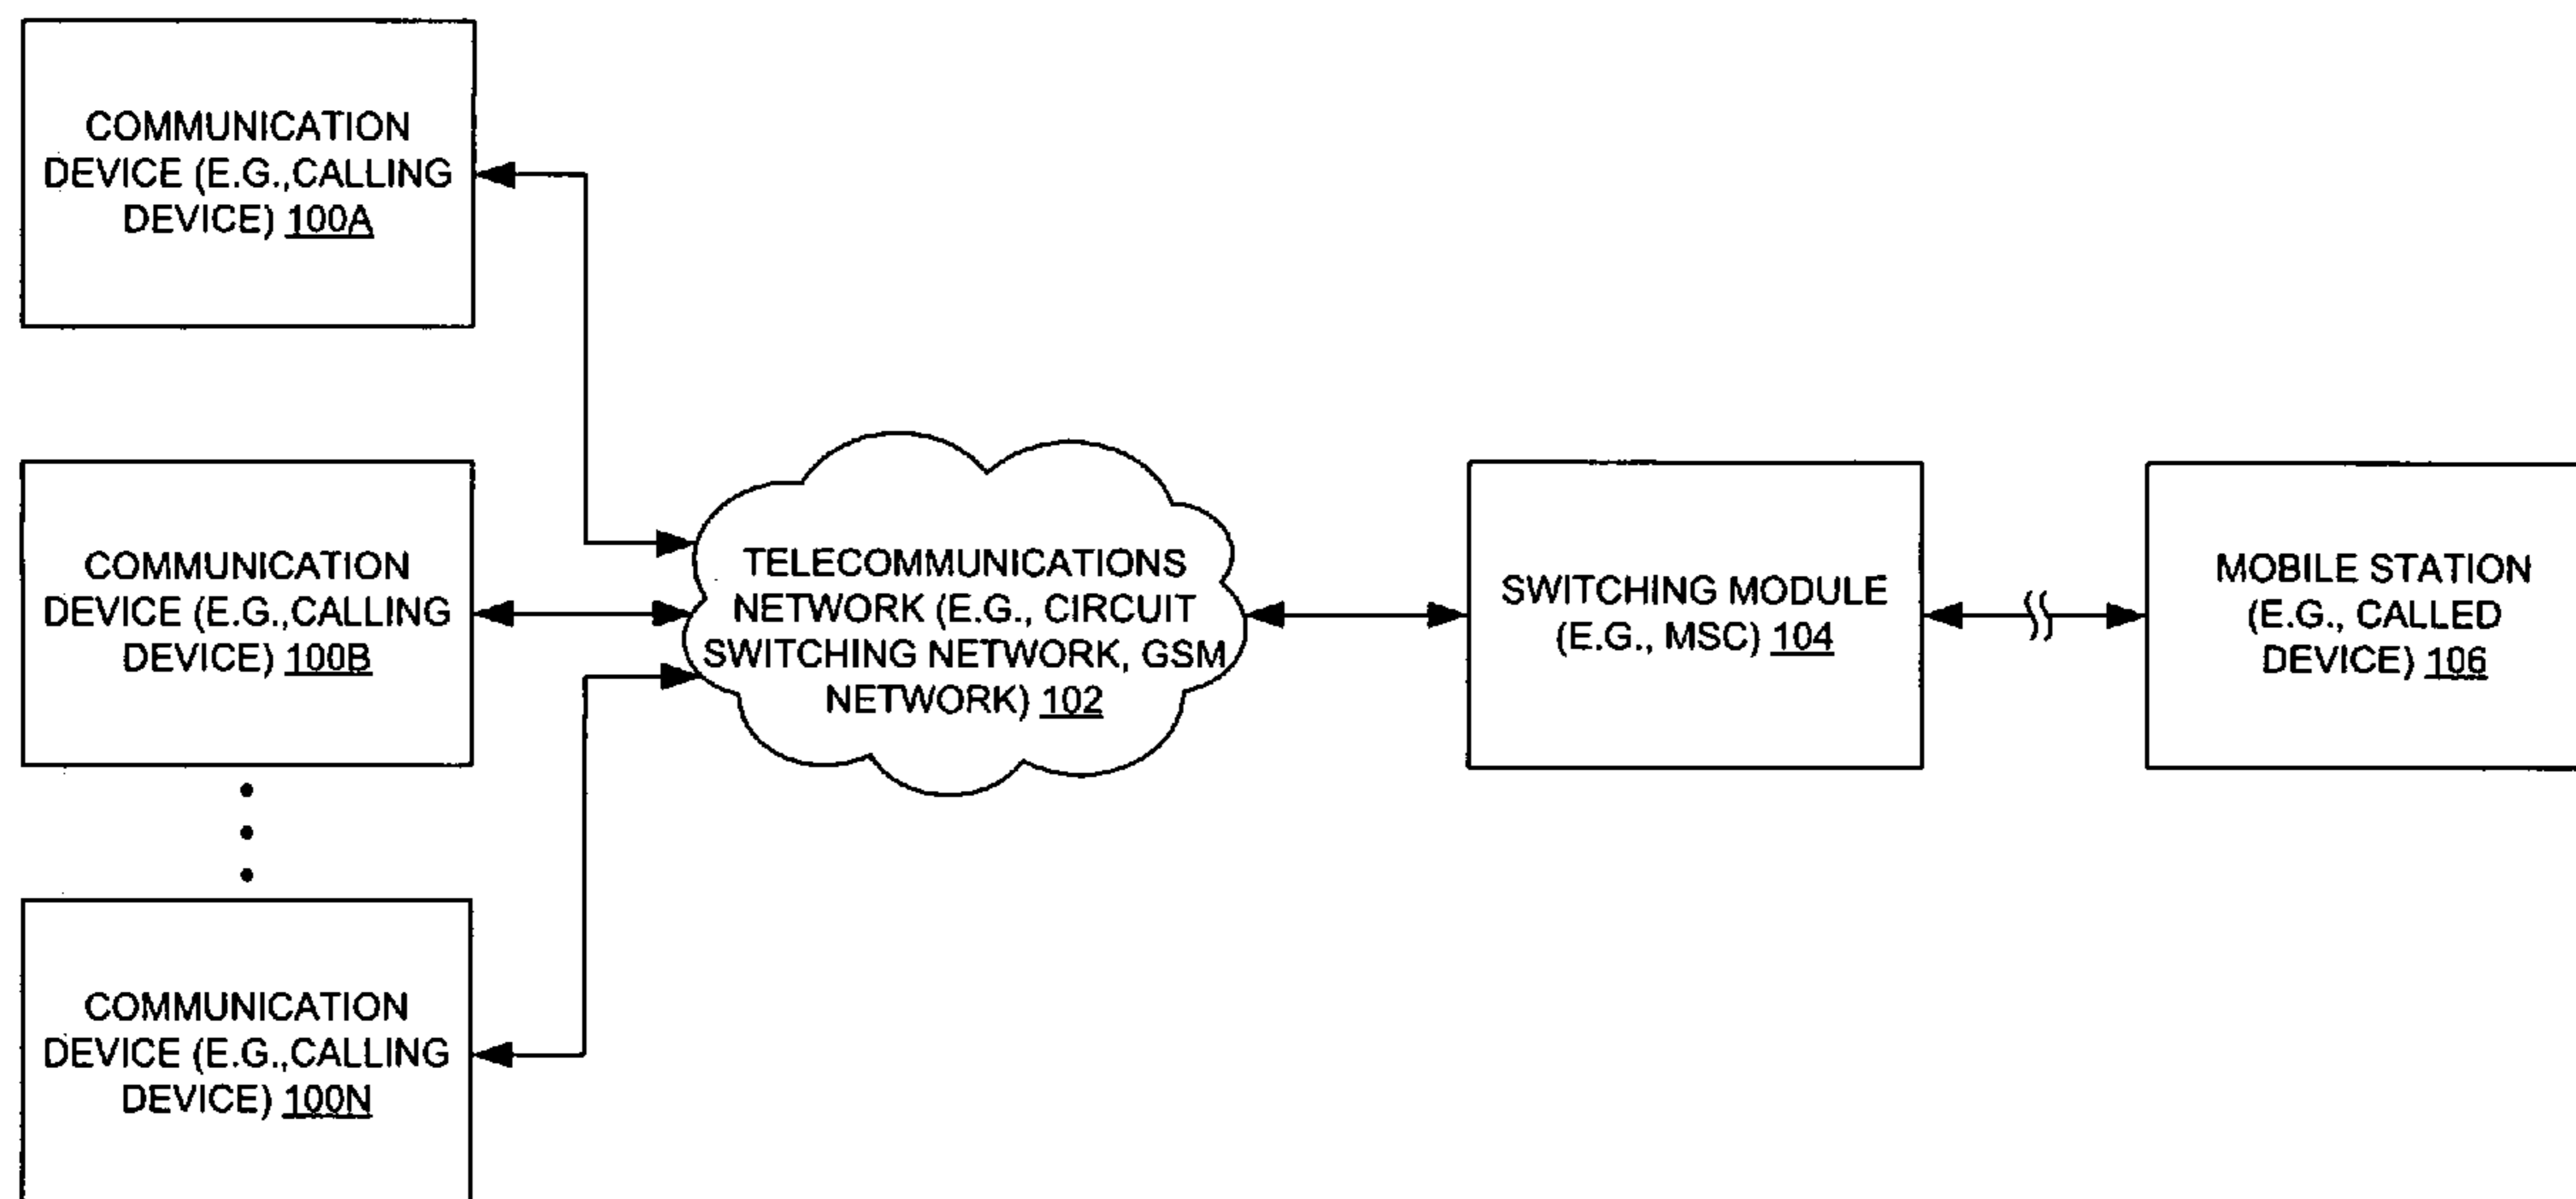 COMMUNICATION
DEVICE (E.G.,CALLING
DEVICE) 100A
COMMUNICATION
DEVICE (E.G.,CALLING
DEVICE) 100B
COMMUNICATION
DEVICE (E.G.,CALLING
DEVICE) 100N
TELECOMMUNICATIONS
NETWORK (E.G., CIRCUIT
SWITCHING NETWORK, GSM
NETWORK) 102
SWITCHING MODULE
(E.G., MSC) 104
MOBILE STATION
(E.G., CALLED
DEVICE) 106